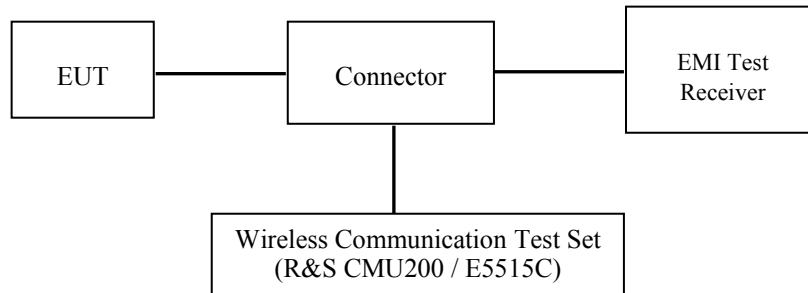 EUT
Connector
EMI Test
Receiver
Wireless Communication Test Set
(R&S CMU200 / E5515C)